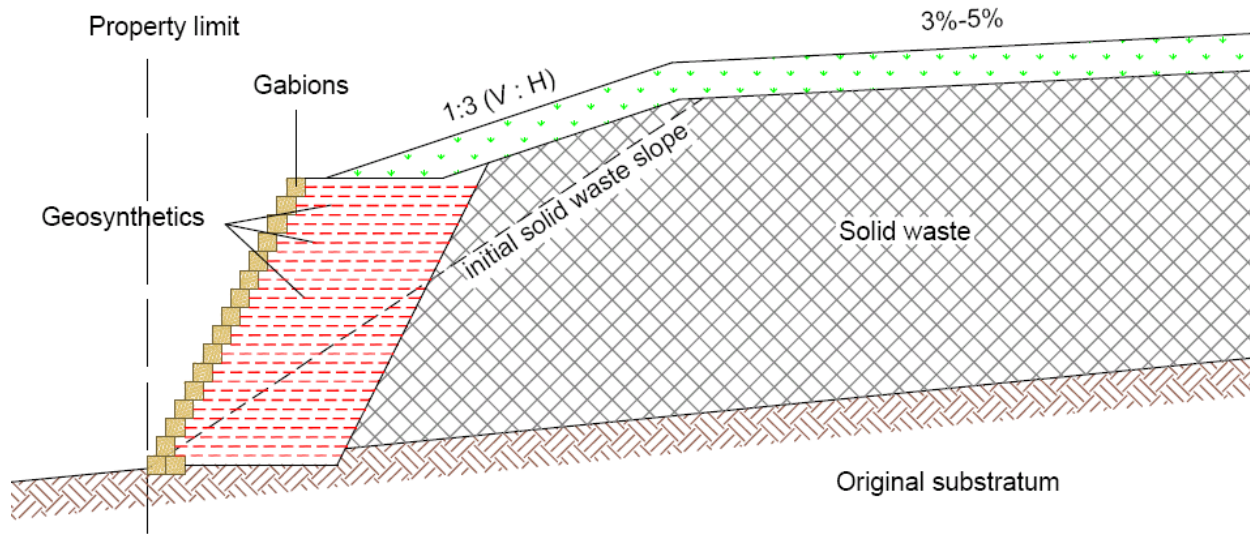 Property limit
3%-5%
Gabions
1:3 (V : H)
Geosynthetics
initial solid waste slope
Solid waste
Original substratum